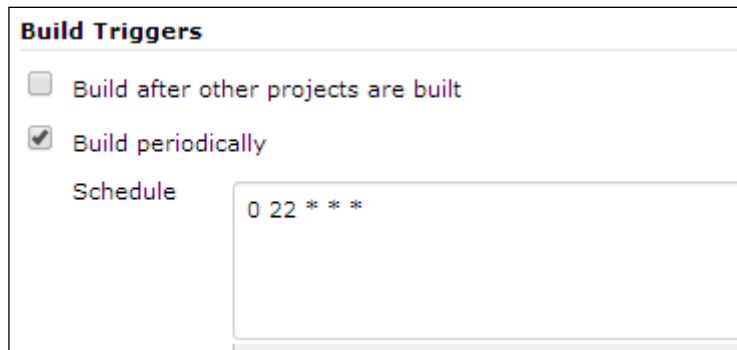 Build Triggers
Build after other projects are built
Build periodically
Schedule
0 22 * * *